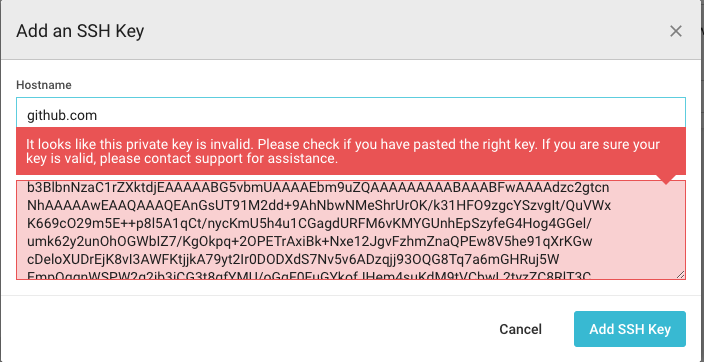 Add an SSH Key
×
Hostname
github.com
It looks like this private key is invalid. Please check if you have pasted the right key. If you are sure your
key is valid, please contact support for assistance.
b3BlbnNzaC1rZXktdjEAAAAABG5vbmUAAAAEbm9uZQAAAAAAAAABAAABFwAAAAdzc2gtcn
NhAAAAAwEAAQAAAQEAnGsUT91M2dd+9AhNbwNMeShrUrOK/k31HFO9zgcYSzvgIt/QuVWx
K669cO29m5E++p8l5A1qCt/nycKmU5h4u1CGagdURFM6vKMYGUnhEpSzyfeG4Hog4GGel/
umk62y2unOhOGWbIZ7/KgOkpq+2OPETrAxiBk+Nxe12JgvFzhmZnaQPEw8V5he91qXrKGw
cDeloXUDrEjK8vI3AWFKtjjkA79yt2Ir0DODXdS7Nv5v6ADzqjj93OQG8Tq7a6mGHRuj5W
Cancel
Add SSH Key